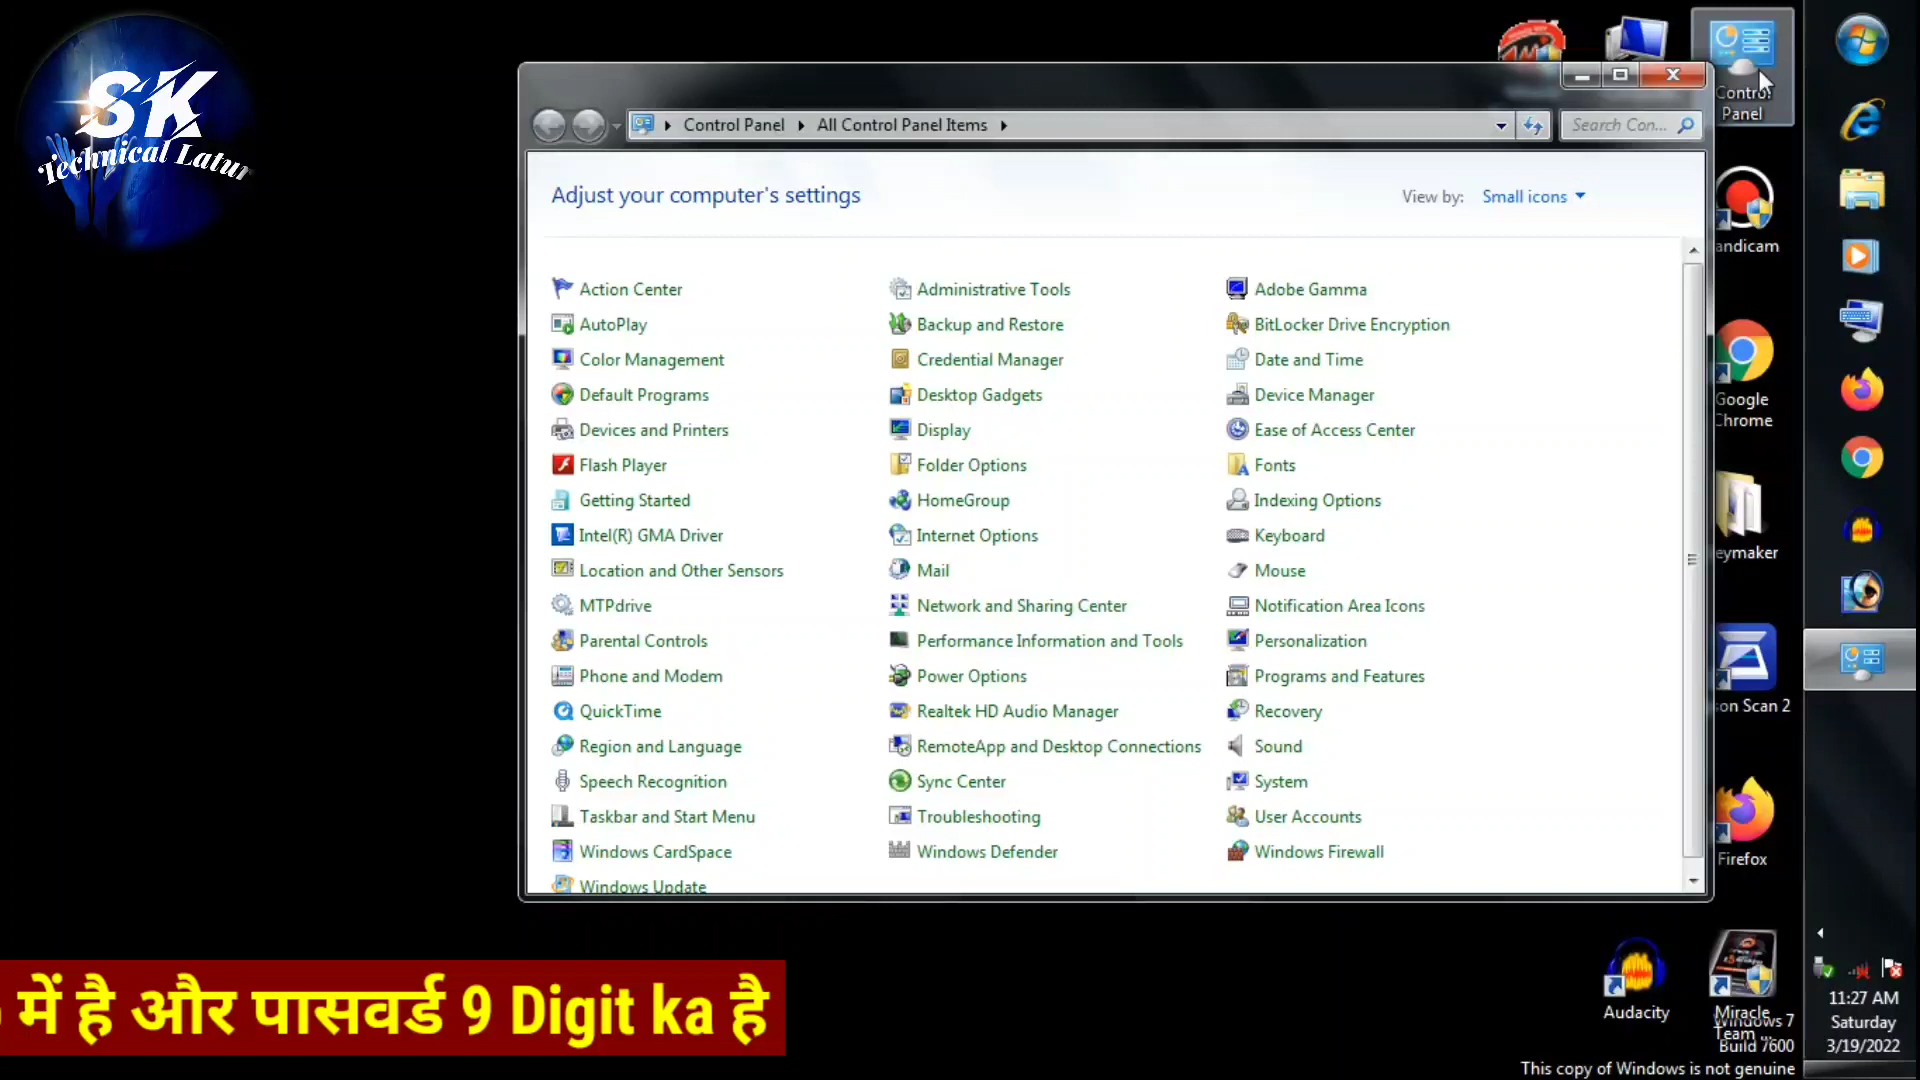 SK
Technical Latur
Control Panel
All Control Panel Items
Search Con...
Adjust your computer's settings
View by:
Small icons
Action Center
Administrative Tools
Adobe Gamma
AutoPlay
Backup and Restore
BitLocker Drive Encryption
Color Management
Credential Manager
Date and Time
Default Programs
Desktop Gadgets
Device Manager
Devices and Printers
Display
Ease of Access Center
Flash Player
Folder Options
Fonts
Getting Started
HomeGroup
Indexing Options
Intel(R) GMA Driver
Internet Options
Keyboard
Location and Other Sensors
Mail
Mouse
MTPdrive
Network and Sharing Center
Notification Area Icons
Parental Controls
Performance Information and Tools
Personalization
Phone and Modem
Power Options
Programs and Features
QuickTime
Realtek HD Audio Manager
Recovery
Region and Language
RemoteApp and Desktop Connections
Sound
Speech Recognition
Sync Center
System
Taskbar and Start Menu
Troubleshooting
User Accounts
Windows CardSpace
Windows Defender
Windows Firewall
Windows Update
Control
Panel
andicam
Google
Chrome
eymaker
on Scan 2
Firefox
Audacity
Miracle
Team ...
में है और पासवर्ड 9 Digit ka है
11:27 AM
Saturday
3/19/2022
Windows 7
Build 7600
This copy of Windows is not genuine